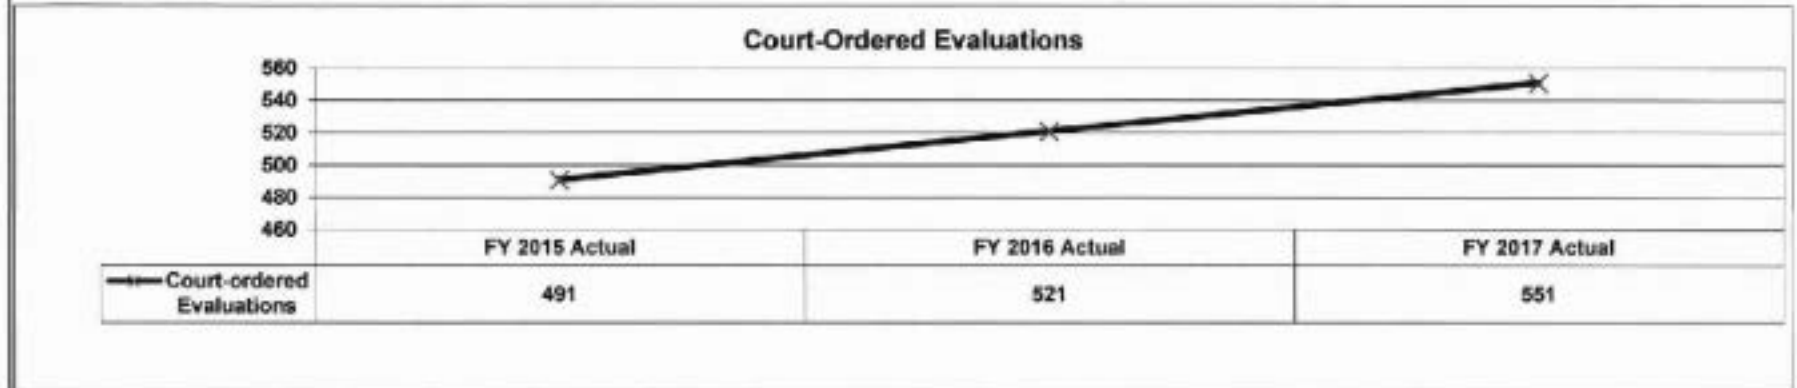 Court-Ordered Evaluations
560
540
520
500
480
460
FY 2015 Actual FY 2016 Actual FY 2017 Actual
Court-ordered
Evaluations
491 521 551